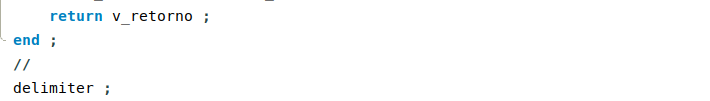 return v_retorno ;
end ;
//
delimiter ;